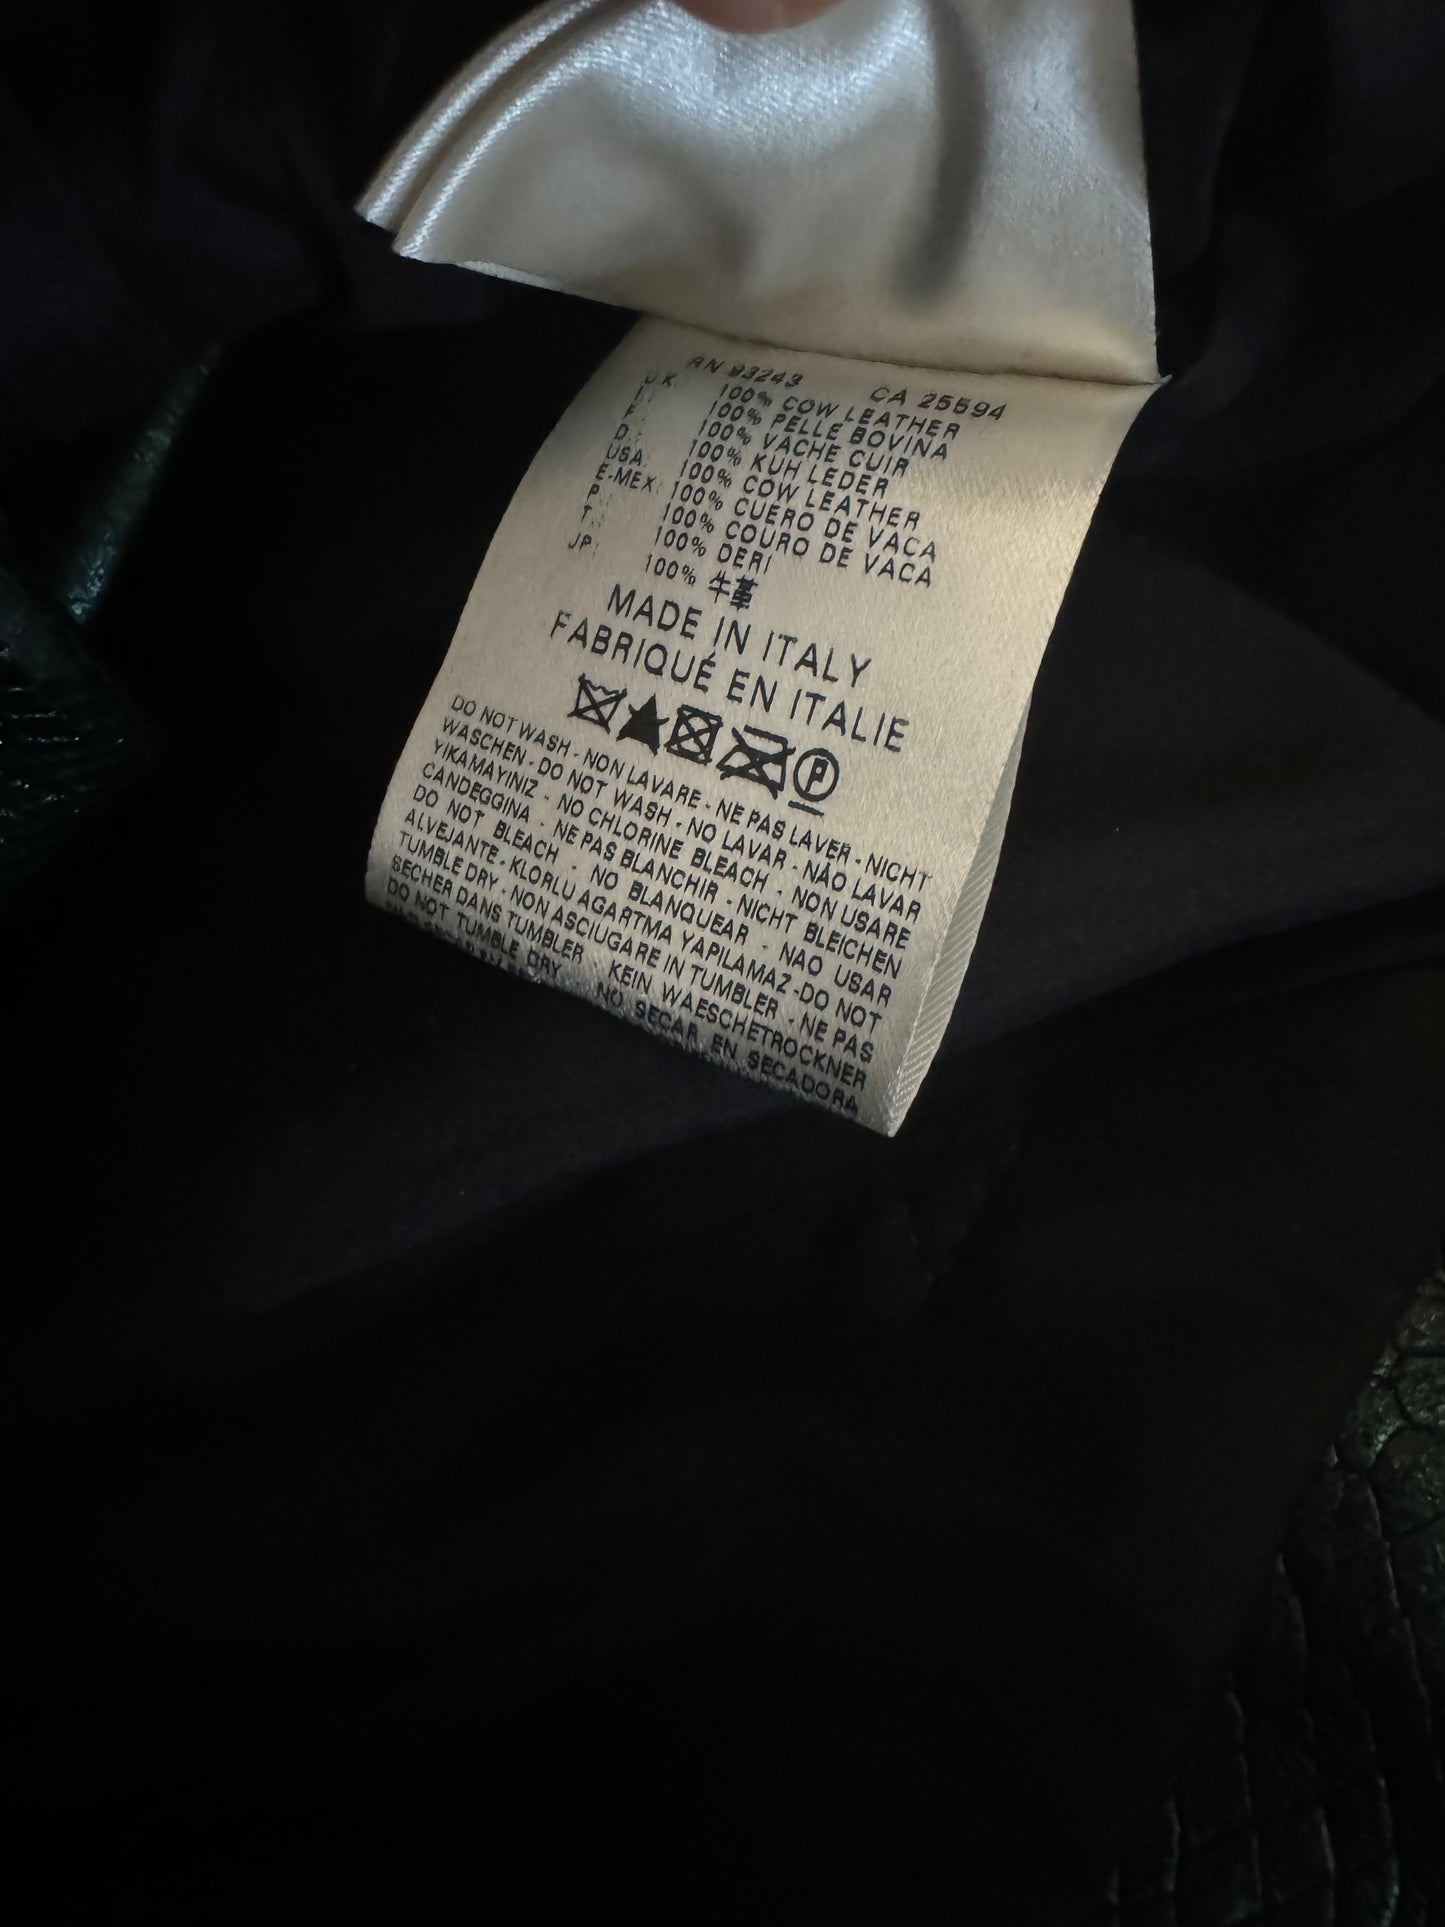 RN 93243 CA 25594
UK 100% COW LEATHER
I 100% PELLE BOVINA
F 100% VACHE CUIR
D 100% KUH LEDER
USA 100% COW LEATHER
E-MEX 100% CUERO DE VACA
P 100% COURO DE VACA
T 100% DERI
JP 100% 牛革
MADE IN ITALY
FABRIQUÉ EN ITALIE
P
DO NOT WASH - NON LAVARE - NE PAS LAVER - NICHT
WASCHEN - DO NOT WASH - NO LAVAR - NÃO LAVAR
YIKAMAYINIZ - NO CHLORINE BLEACH - NON USARE
CANDEGGINA - NE PAS BLANCHIR - NICHT BLEICHEN
DO NOT BLEACH - NO BLANQUEAR - NAO USAR
ALVEJANTE - KLORLU AGARTMA YAPILAMAZ - DO NOT
TUMBLE DRY - NON ASCIUGARE IN TUMBLER - NE PAS
SECHER DANS TUMBLER KEIN WAESCHETROCKNER
DO NOT TUMBLE DRY NO SECAR EN SECADORA